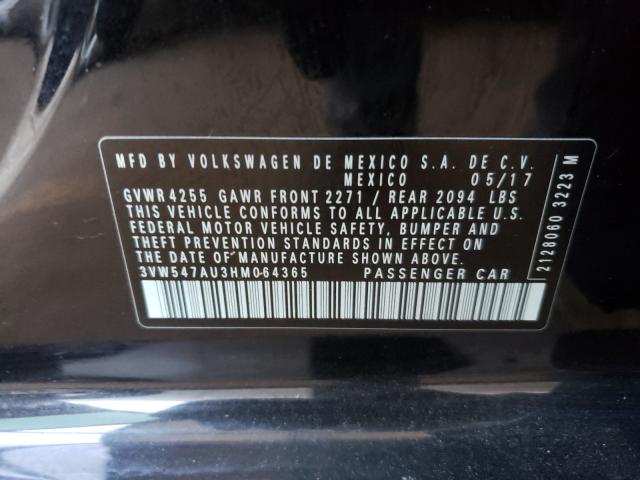 MFD BY VOLKSWAGEN DE MEXICO S.A. DE C.V.
MEXICO 05/17
GVWR 4255 GAWR FRONT 2271 / REAR 2094 LBS
THIS VEHICLE CONFORMS TO ALL APPLICABLE U.S.
FEDERAL MOTOR VEHICLE SAFETY, BUMPER AND
THEFT PREVENTION STANDARDS IN EFFECT ON
THE DATE OF MANUFACTURE SHOWN ABOVE.
3VW547AU3HM064365 PASSENGER CAR
2128060 3223 M